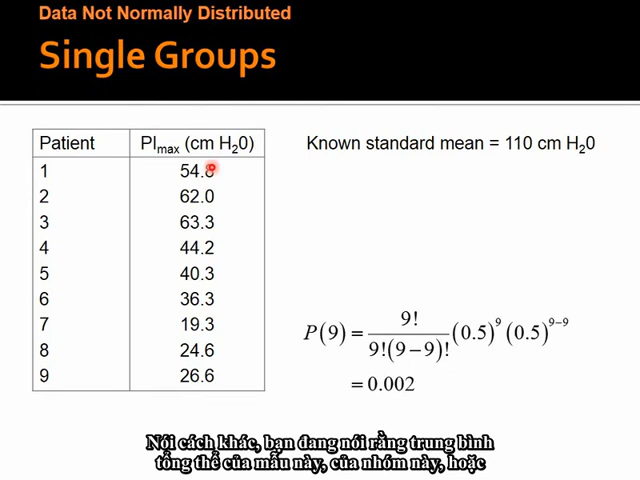 Data Not Normally Distributed
Single Groups
Patient PImax (cm H20)
1 54.8
2 62.0
3 63.3
4 44.2
5 40.3
6 36.3
7 19.3
8 24.6
9 26.6
Known standard mean = 110 cm H20
P(9) = 9! / 9!(9−9)! (0.5)^9 (0.5)^9−9
= 0.002
Nói cách khác, bạn đang nói rằng trung bình
tổng thể của mẫu này, của nhóm này, hoặc